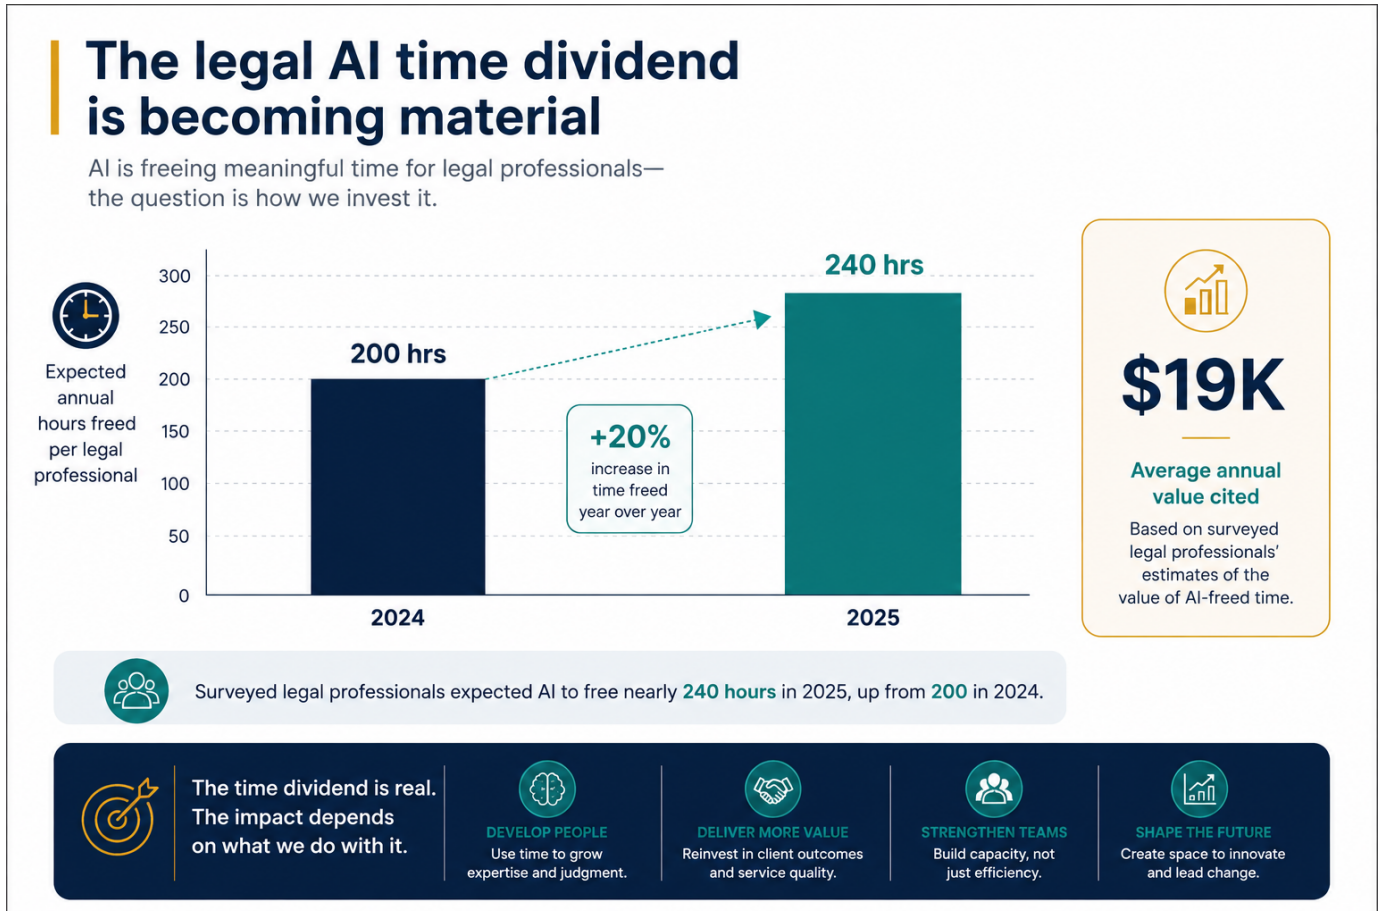 The legal AI time dividend
is becoming material
AI is freeing meaningful time for legal professionals—
the question is how we invest it.
Expected
annual
hours freed
per legal
professional
300
250
200
150
100
50
0
200 hrs
240 hrs
+20%
increase in
time freed
year over year
2024
2025
$19K
Average annual
value cited
Based on surveyed
legal professionals’
estimates of the
value of AI-freed time.
Surveyed legal professionals expected AI to free nearly 240 hours in 2025, up from 200 in 2024.
The time dividend is real.
The impact depends
on what we do with it.
DEVELOP PEOPLE
Use time to grow
expertise and judgment.
DELIVER MORE VALUE
Reinvest in client outcomes
and service quality.
STRENGTHEN TEAMS
Build capacity, not
just efficiency.
SHAPE THE FUTURE
Create space to innovate
and lead change.